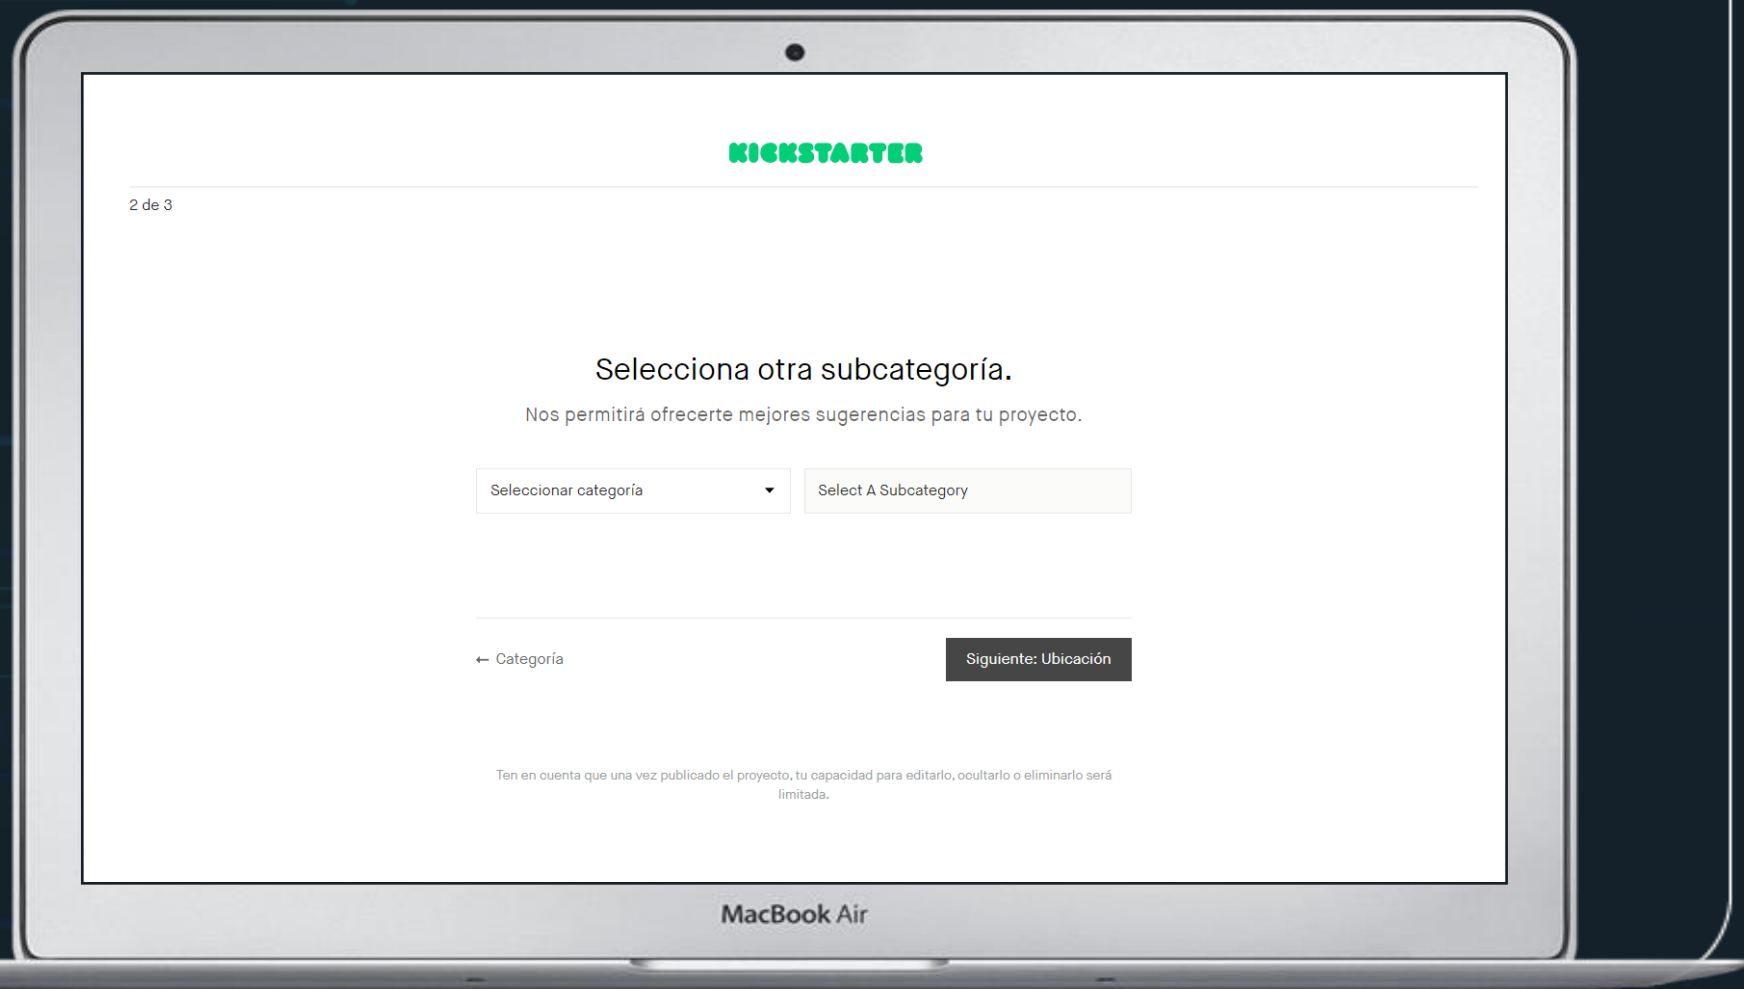 KICKSTARTER
2 de 3
Selecciona otra subcategoría.
Nos permitirá ofrecerte mejores sugerencias para tu proyecto.
Seleccionar categoría
Select A Subcategory
← Categoría
Siguiente: Ubicación
Ten en cuenta que una vez publicado el proyecto, tu capacidad para editarlo, ocultarlo o eliminarlo será
limitada.
MacBook Air